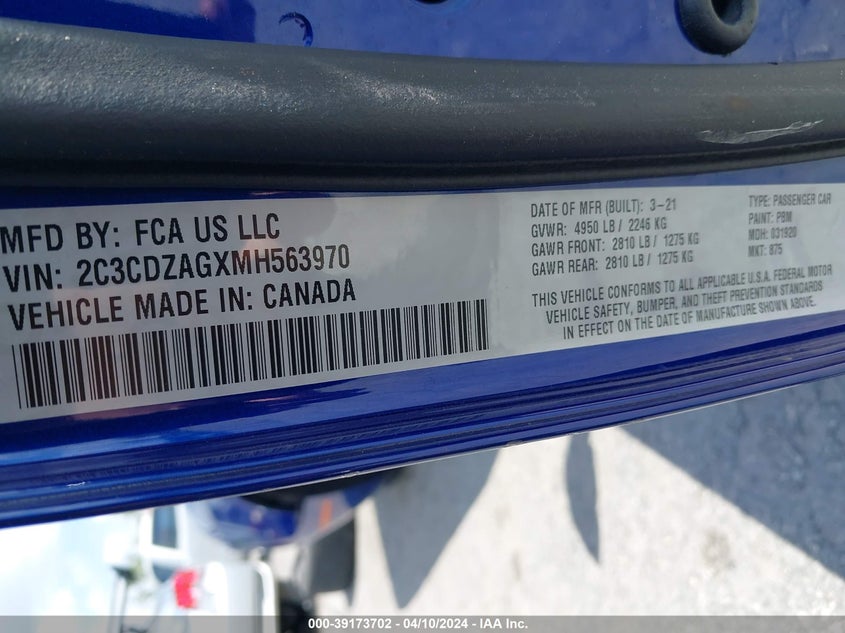 MFD BY: FCA US LLC
VIN: 2C3CDZAGXMH563970
VEHICLE MADE IN: CANADA
DATE OF MFR (BUILT): 3-21
GVWR: 4950 LB / 2246 KG
GAWR FRONT: 2810 LB / 1275 KG
GAWR REAR: 2810 LB / 1275 KG
TYPE: PASSENGER CAR
PAINT: PBM
MDH: 031920
MKT: 875
THIS VEHICLE CONFORMS TO ALL APPLICABLE U.S.A. FEDERAL MOTOR
VEHICLE SAFETY, BUMPER, AND THEFT PREVENTION STANDARDS
IN EFFECT ON THE DATE OF MANUFACTURE SHOWN ABOVE.
000-39173702 - 04/10/2024 - IAA Inc.